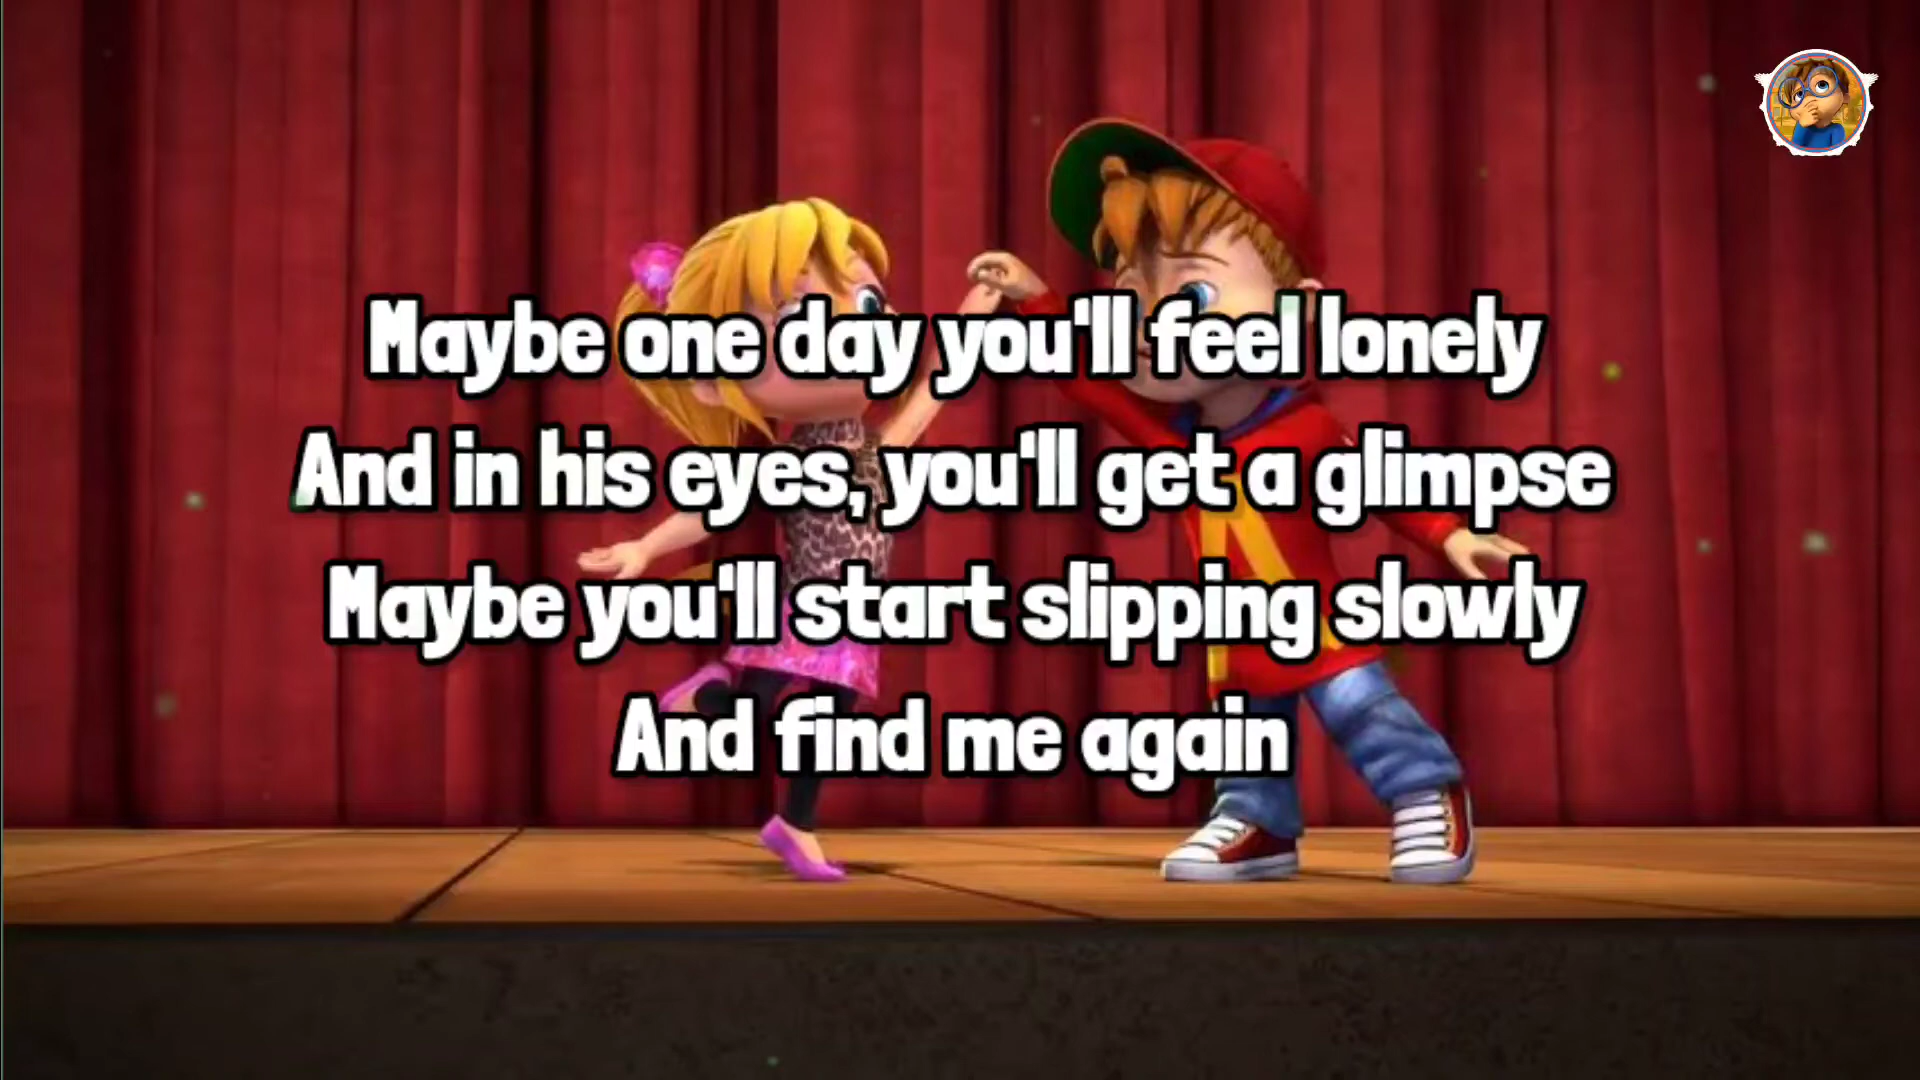 Maybe one day you'll feel lonely
And in his eyes, you'll get a glimpse
Maybe you'll start slipping slowly
And find me again